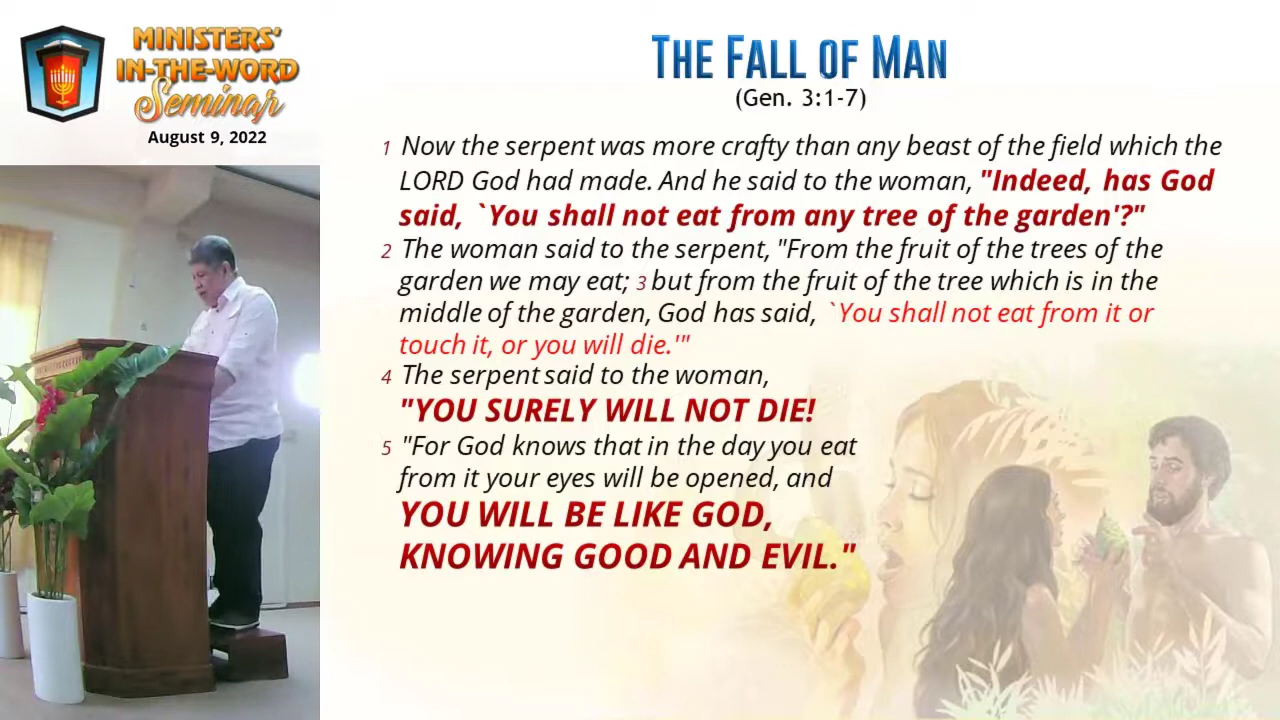 MINISTERS'
IN-THE-WORD
Seminar
August 9, 2022
THE FALL OF MAN
(Gen. 3:1-7)
1 Now the serpent was more crafty than any beast of the field which the
LORD God had made. And he said to the woman, "Indeed, has God
said, `You shall not eat from any tree of the garden'?"
2 The woman said to the serpent, "From the fruit of the trees of the
garden we may eat; 3 but from the fruit of the tree which is in the
middle of the garden, God has said, `You shall not eat from it or
touch it, or you will die.'"
4 The serpent said to the woman,
"YOU SURELY WILL NOT DIE!
5 "For God knows that in the day you eat
from it your eyes will be opened, and
YOU WILL BE LIKE GOD,
KNOWING GOOD AND EVIL."